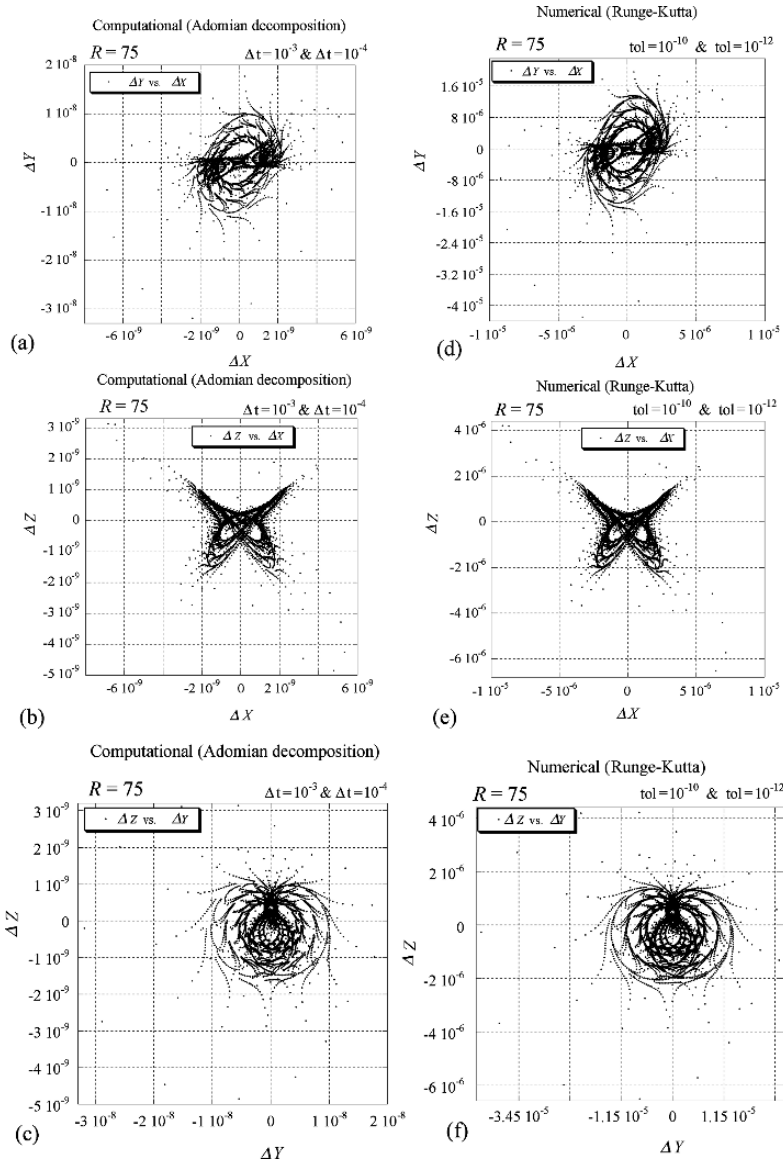 Computational (Adomian decomposition)
R = 75
Δt=10⁻³ & Δt=10⁻⁴
ΔY vs. ΔX
2 10⁻⁸
1 10⁻⁸
0
-1 10⁻⁸
-2 10⁻⁸
-3 10⁻⁸
ΔY
-6 10⁻⁹ -2 10⁻⁹ 0 2 10⁻⁹ 6 10⁻⁹
ΔX
(a)
Numerical (Runge-Kutta)
R = 75
tol=10⁻¹⁰ & tol=10⁻¹²
ΔY vs. ΔX
1.6 10⁻⁵
8 10⁻⁶
0
-8 10⁻⁶
-1.6 10⁻⁵
-2.4 10⁻⁵
-3.2 10⁻⁵
-4 10⁻⁵
ΔY
-1 10⁻⁵ -5 10⁻⁶ 0 5 10⁻⁶ 1 10⁻⁵
ΔX
(d)
Computational (Adomian decomposition)
R = 75
Δt=10⁻³ & Δt=10⁻⁴
ΔZ vs. ΔX
3 10⁻⁹
2 10⁻⁹
1 10⁻⁹
0
-1 10⁻⁹
-2 10⁻⁹
-3 10⁻⁹
-4 10⁻⁹
-5 10⁻⁹
ΔZ
-6 10⁻⁹ -2 10⁻⁹ 0 2 10⁻⁹ 6 10⁻⁹
ΔX
(b)
Numerical (Runge-Kutta)
R = 75
tol=10⁻¹⁰ & tol=10⁻¹²
ΔZ vs. ΔX
4 10⁻⁶
2 10⁻⁶
0
-2 10⁻⁶
-4 10⁻⁶
-6 10⁻⁶
ΔZ
-1 10⁻⁵ -5 10⁻⁶ 0 5 10⁻⁶ 1 10⁻⁵
ΔX
(e)
Computational (Adomian decomposition)
R = 75
Δt=10⁻³ & Δt=10⁻⁴
ΔZ vs. ΔY
3 10⁻⁹
2 10⁻⁹
1 10⁻⁹
0
-1 10⁻⁹
-2 10⁻⁹
-3 10⁻⁹
-4 10⁻⁹
-5 10⁻⁹
ΔZ
-3 10⁻⁸ -1 10⁻⁸ 0 1 10⁻⁸ 2 10⁻⁸
ΔY
(c)
Numerical (Runge-Kutta)
R = 75
tol=10⁻¹⁰ & tol=10⁻¹²
ΔZ vs. ΔY
4 10⁻⁶
2 10⁻⁶
0
-2 10⁻⁶
-4 10⁻⁶
-6 10⁻⁶
ΔZ
-3.45 10⁻⁵ -1.15 10⁻⁵ 0 1.15 10⁻⁵
ΔY
(f)